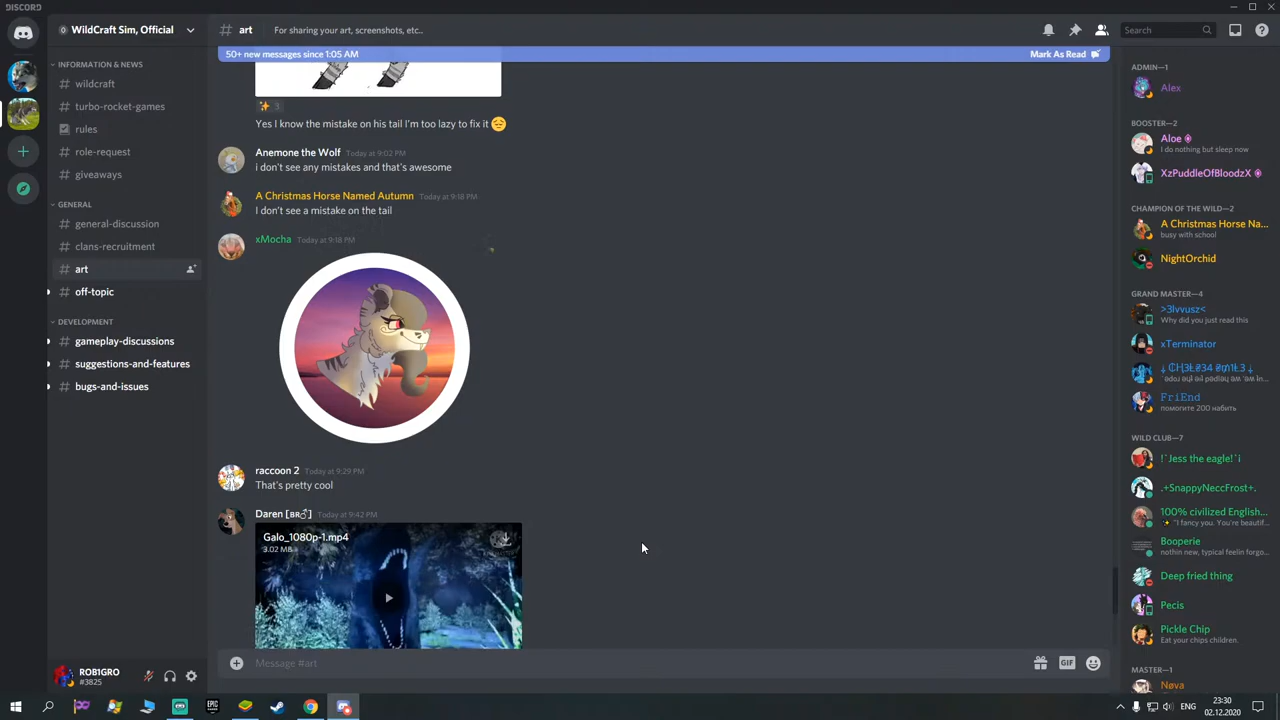 DISCORD
WildCraft Sim, Official
# art
For sharing your art, screenshots, etc..
Search
50+ new messages since 1:05 AM
Mark As Read
INFORMATION & NEWS
# wildcraft
# turbo-rocket-games
rules
# role-request
# giveaways
GENERAL
# general-discussion
# clans-recruitment
# art
# off-topic
DEVELOPMENT
# gameplay-discussions
# suggestions-and-features
# bugs-and-issues
ROB1GRO
#3825
3
Yes I know the mistake on his tail I'm too lazy to fix it 😔
Anemone the Wolf Today at 9:02 PM
i don't see any mistakes and that's awesome
A Christmas Horse Named Autumn Today at 9:18 PM
I don't see a mistake on the tail
xMocha Today at 9:18 PM
raccoon 2 Today at 9:29 PM
That's pretty cool
Daren [ʙʀ♂] Today at 9:42 PM
Galo_1080p-1.mp4
3.02 MB
Message #art
GIF
ADMIN—1
Alex
BOOSTER—2
Aloe
I do nothing but sleep now
XzPuddleOfBloodzX
CHAMPION OF THE WILD—2
A Christmas Horse Na...
busy with school
NightOrchid
GRAND MASTER—4
>3lvvusz<
Why did you just read this
xTerminator
FriEnd
помогите 200 набить
WILD CLUB—7
!˙Jess the eagle!˙i
.+SnappyNeccFrost+.
100% civilized English...
✨ "I fancy you. You're beautif...
Booperie
nothin new, typical feelin forgo...
Deep fried thing
Pecis
Pickle Chip
Eat your chips children.
MASTER—1
Nøva
EPIC
GAMES
ENG
23:30
02.12.2020